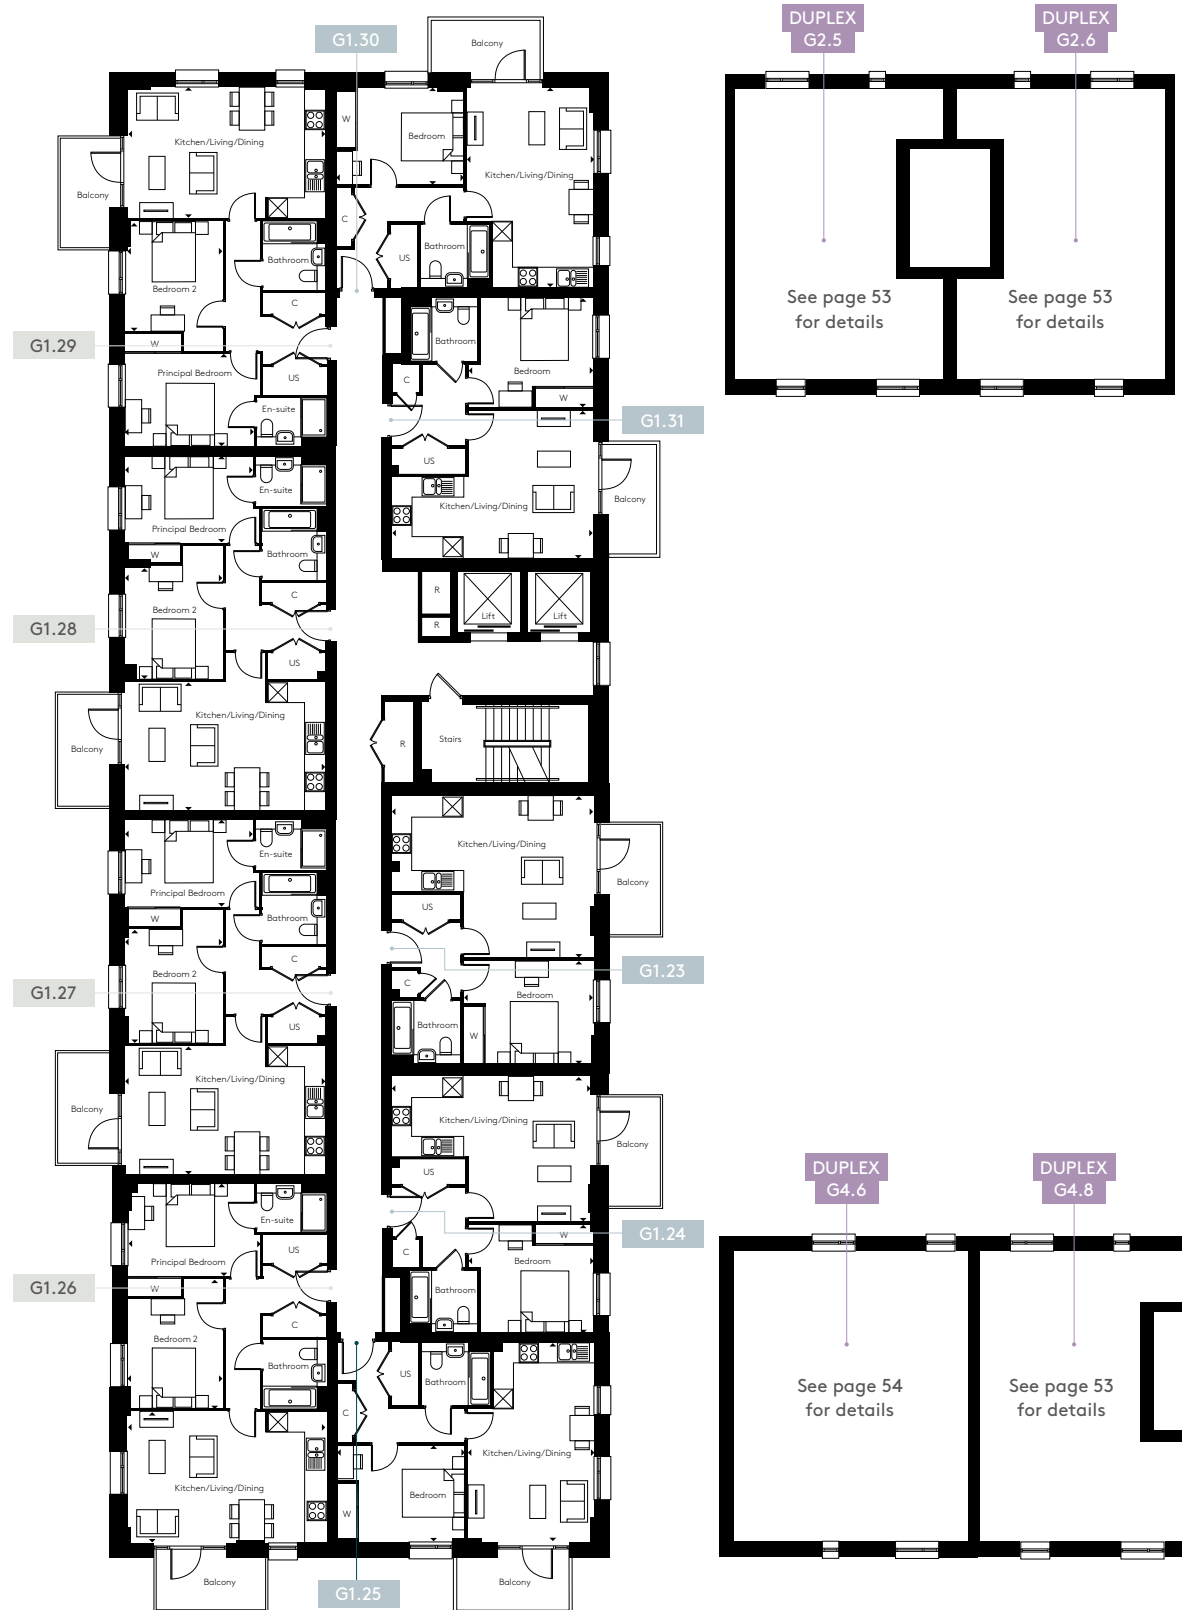 G1.30
Balcony
DUPLEX
G2.5
DUPLEX
G2.6
W
Bedroom
Kitchen/Living/Dining
Kitchen/Living/Dining
Balcony
C
Bathroom
US
Bathroom
Bedroom 2
C
W
G1.29
US
Principal Bedroom
En-suite
Bathroom
C
Bedroom
W
G1.31
US
Kitchen/Living/Dining
Balcony
See page 53
for details
See page 53
for details
En-suite
Principal Bedroom
W
Bathroom
C
Bedroom 2
G1.28
US
Kitchen/Living/Dining
Balcony
R
R
Lift
Lift
R
Stairs
En-suite
Principal Bedroom
W
Bathroom
C
Bedroom 2
G1.27
US
Kitchen/Living/Dining
Balcony
Kitchen/Living/Dining
Balcony
US
G1.23
C
Bedroom
Bathroom
W
Kitchen/Living/Dining
Balcony
US
G1.24
W
C
Bedroom
Bathroom
En-suite
US
Principal Bedroom
G1.26
W
C
Bedroom 2
Bathroom
Kitchen/Living/Dining
Balcony
US
Bathroom
C
Kitchen/Living/Dining
Bedroom
W
Balcony
G1.25
DUPLEX
G4.6
DUPLEX
G4.8
See page 54
for details
See page 53
for details